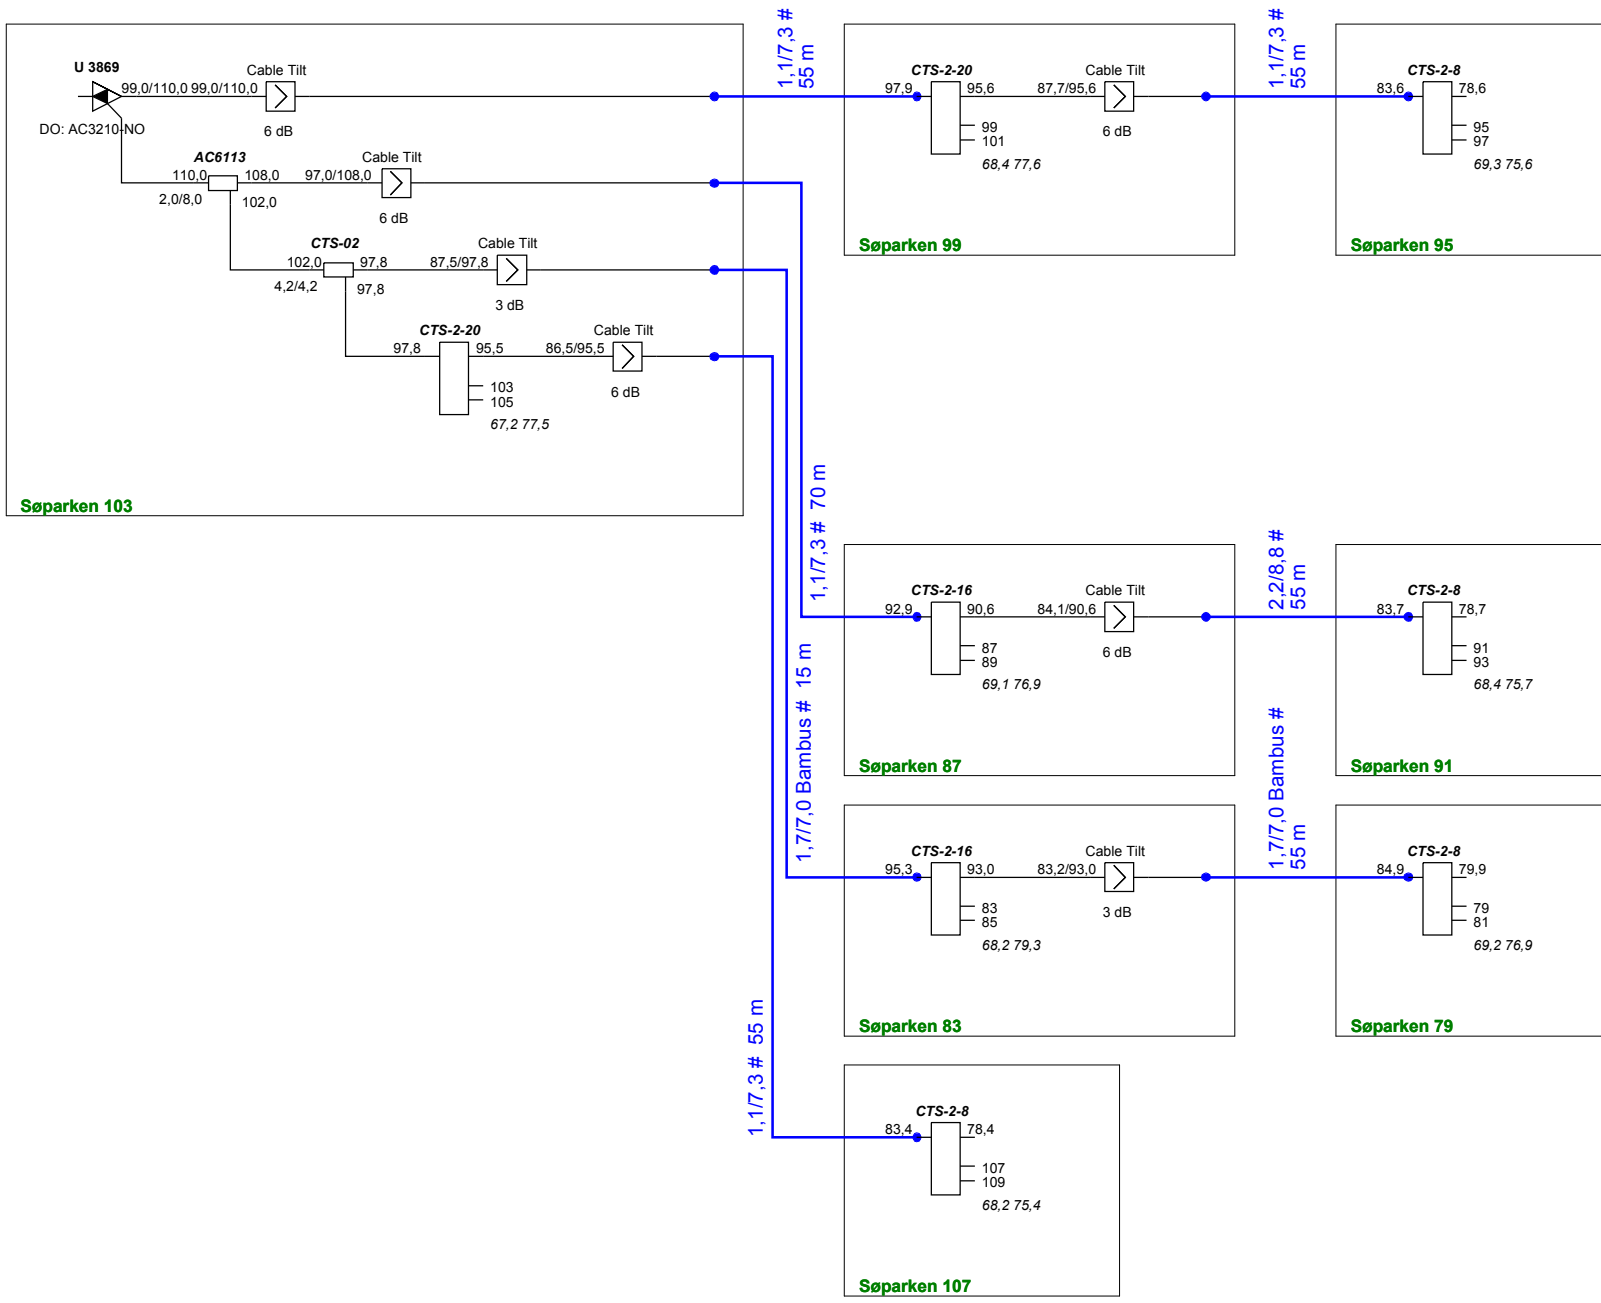 U 3869
99,0/110,0 99,0/110,0
Cable Tilt
6 dB
DO: AC3210-NO
AC6113
110,0
108,0
2,0/8,0
102,0
97,0/108,0
Cable Tilt
6 dB
CTS-02
102,0
97,8
4,2/4,2
97,8
87,5/97,8
Cable Tilt
3 dB
CTS-2-20
97,8
95,5
86,5/95,5
Cable Tilt
6 dB
103
105
67,2 77,5
Søparken 103
1,1/7,3 #
55 m
CTS-2-20
97,9
95,6
87,7/95,6
Cable Tilt
6 dB
99
101
68,4 77,6
Søparken 99
1,1/7,3 #
55 m
CTS-2-8
83,6
78,6
95
97
69,3 75,6
Søparken 95
1,1/7,3 # 70 m
CTS-2-16
92,9
90,6
84,1/90,6
Cable Tilt
6 dB
87
89
69,1 76,9
Søparken 87
2,2/8,8 #
55 m
CTS-2-8
83,7
78,7
91
93
68,4 75,7
Søparken 91
1,7/7,0 Bambus # 15 m
CTS-2-16
95,3
93,0
83,2/93,0
Cable Tilt
3 dB
83
85
68,2 79,3
Søparken 83
1,7/7,0 Bambus #
55 m
CTS-2-8
84,9
79,9
79
81
69,2 76,9
Søparken 79
1,1/7,3 # 55 m
CTS-2-8
83,4
78,4
107
109
68,2 75,4
Søparken 107